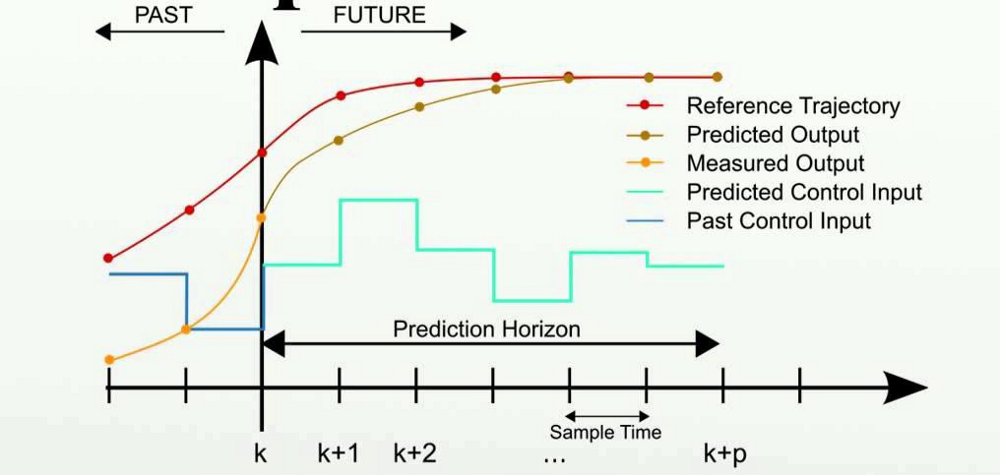 PAST
FUTURE
Reference Trajectory
Predicted Output
Measured Output
Predicted Control Input
Past Control Input
Prediction Horizon
Sample Time
k
k+1
k+2
...
k+p